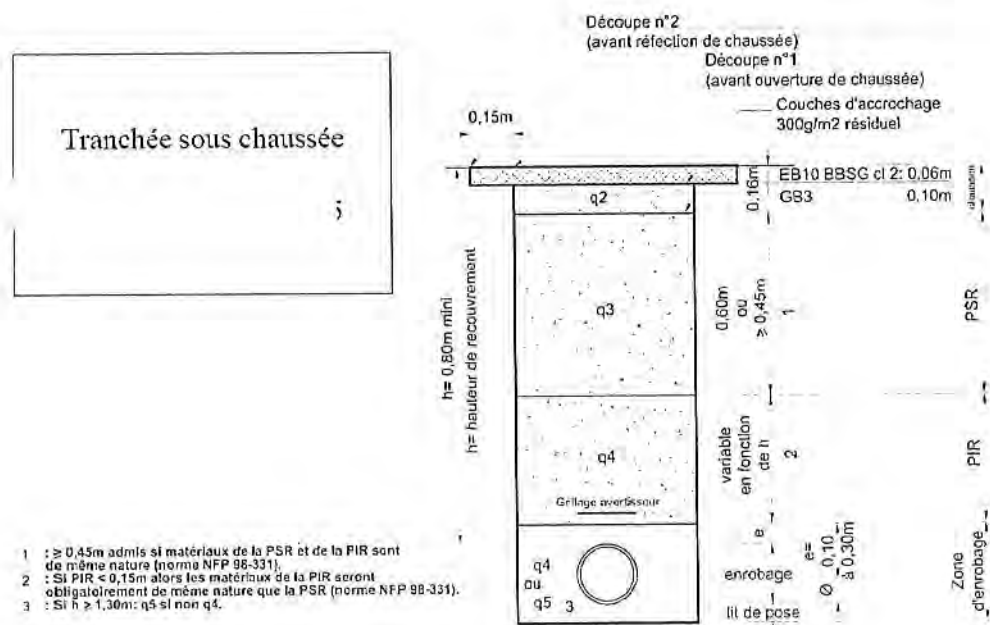 Découpe n°2
(avant réfection de chaussée)
Découpe n°1
(avant ouverture de chaussée)
Couches d'accrochage
300g/m2 résiduel
Tranchée sous chaussée
0,15m
EB10 BBSG cl 2: 0,06m
GB3 0,10m
0,16m
chaussée
q2
q3
q4
Grillage avertisseur
q4
ou
q5 3
h= 0,80m mini
h= hauteur de recouvrement
0,60m
ou
≥ 0,45m
1
PSR
variable
en fonction
de h
2
PIR
e
enrobage
lit de pose
e=
Ø 0,10
à 0,30m
Zone
d'enrobage
1 : ≥ 0,45m admis si matériaux de la PSR et de la PIR sont
de même nature (norme NFP 98-331).
2 : Si PIR < 0,15m alors les matériaux de la PIR seront
obligatoirement de même nature que la PSR (norme NFP 98-331).
3 : Si h ≥ 1,30m: q5 si non q4.